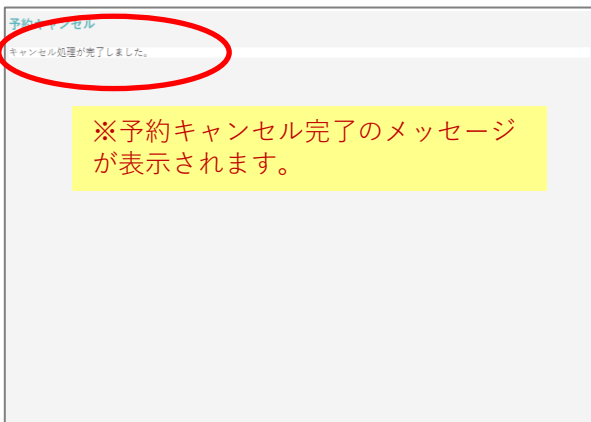 予約キャンセル
キャンセル処理が完了しました。
※予約キャンセル完了のメッセージ
が表示されます。